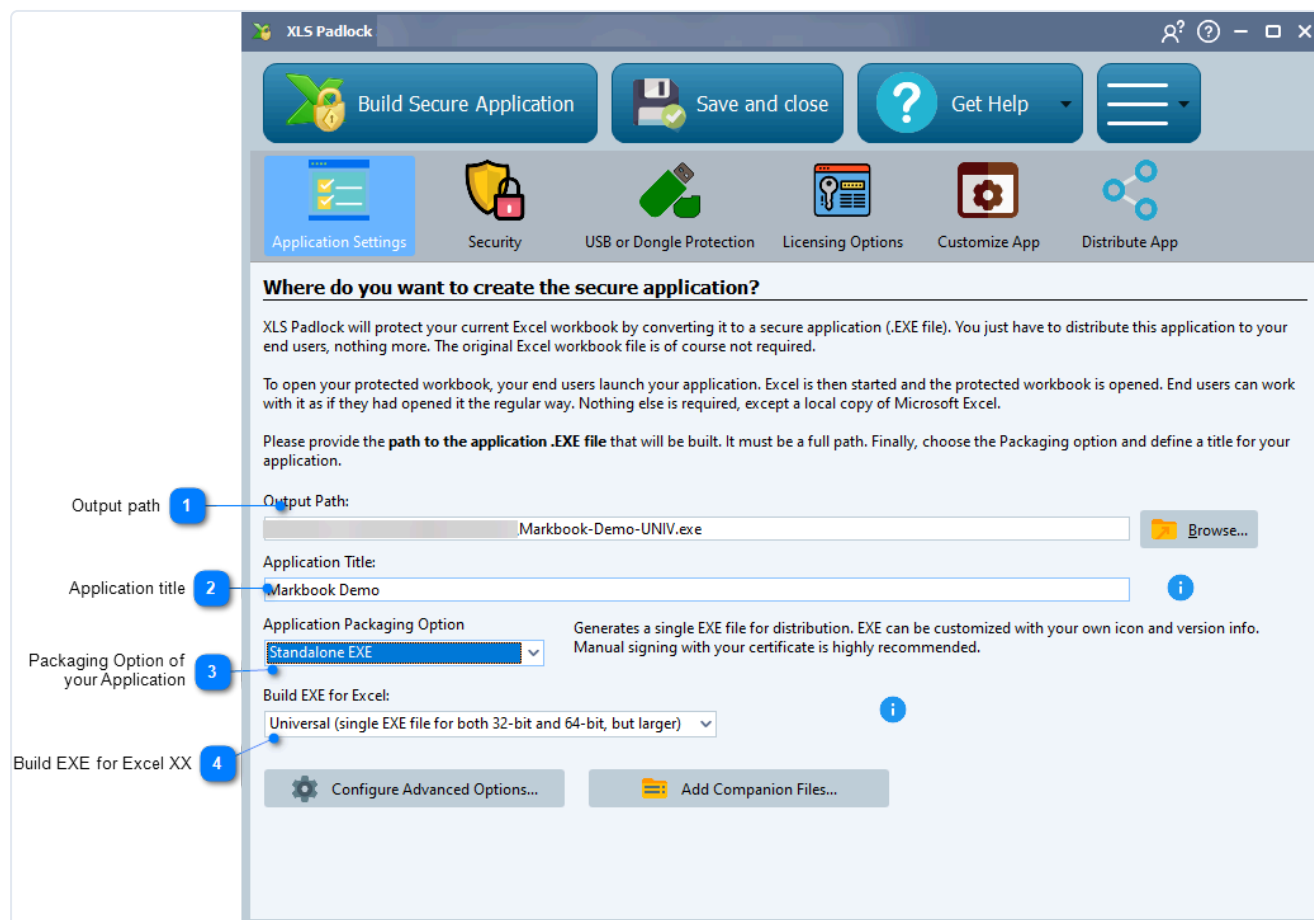 XLS Padlock
Build Secure Application
Save and close
Get Help
Application Settings
Security
USB or Dongle Protection
Licensing Options
Customize App
Distribute App
Where do you want to create the secure application?
XLS Padlock will protect your current Excel workbook by converting it to a secure application (.EXE file). You just have to distribute this application to your
end users, nothing more. The original Excel workbook file is of course not required.
To open your protected workbook, your end users launch your application. Excel is then started and the protected workbook is opened. End users can work
with it as if they had opened it the regular way. Nothing else is required, except a local copy of Microsoft Excel.
Please provide the path to the application .EXE file that will be built. It must be a full path. Finally, choose the Packaging option and define a title for your
application.
Output path 1
Output Path:
Markbook-Demo-UNIV.exe
Browse...
Application Title:
Application title 2
Markbook Demo
Application Packaging Option
Generates a single EXE file for distribution. EXE can be customized with your own icon and version info.
Standalone EXE
Manual signing with your certificate is highly recommended.
Packaging Option of
your Application
3
Build EXE for Excel:
Universal (single EXE file for both 32-bit and 64-bit, but larger)
Build EXE for Excel XX 4
Configure Advanced Options...
Add Companion Files...